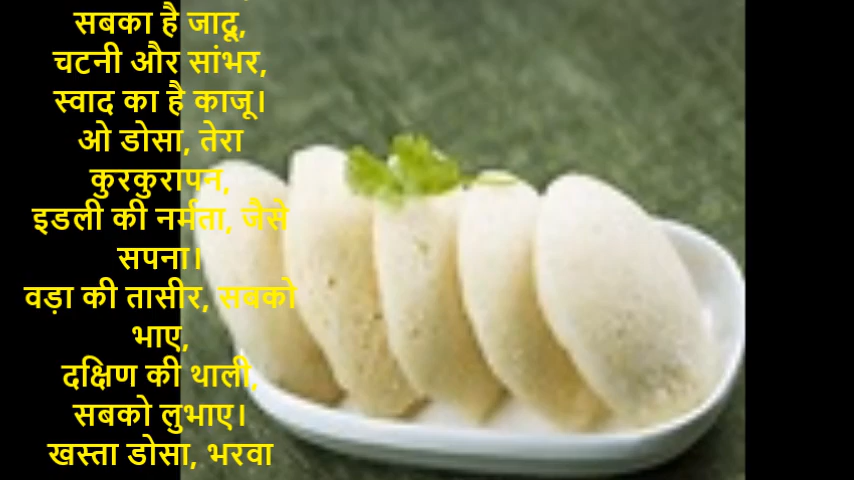 सबका है जादू,
चटनी और सांभर,
स्वाद का है काजू।
ओ डोसा, तेरा
कुरकुरापन,
इडली की नर्मता, जैसे
सपना।
वड़ा की तासीर, सबको
भाए,
दक्षिण की थाली,
सबको लुभाए।
खस्ता डोसा, भरवा